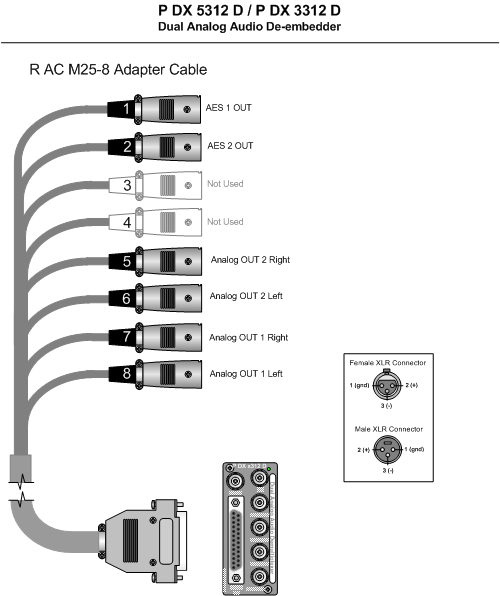 P DX 5312 D / P DX 3312 D
Dual Analog Audio De-embedder
R AC M25-8 Adapter Cable
1 AES 1 OUT
2 AES 2 OUT
3 Not Used
4 Not Used
5 Analog OUT 2 Right
6 Analog OUT 2 Left
7 Analog OUT 1 Right
8 Analog OUT 1 Left
Female XLR Connector
1 (gnd) 2 (+)
3 (-)
Male XLR Connector
2 (+) 1 (gnd)
3 (-)
P DX x312 D